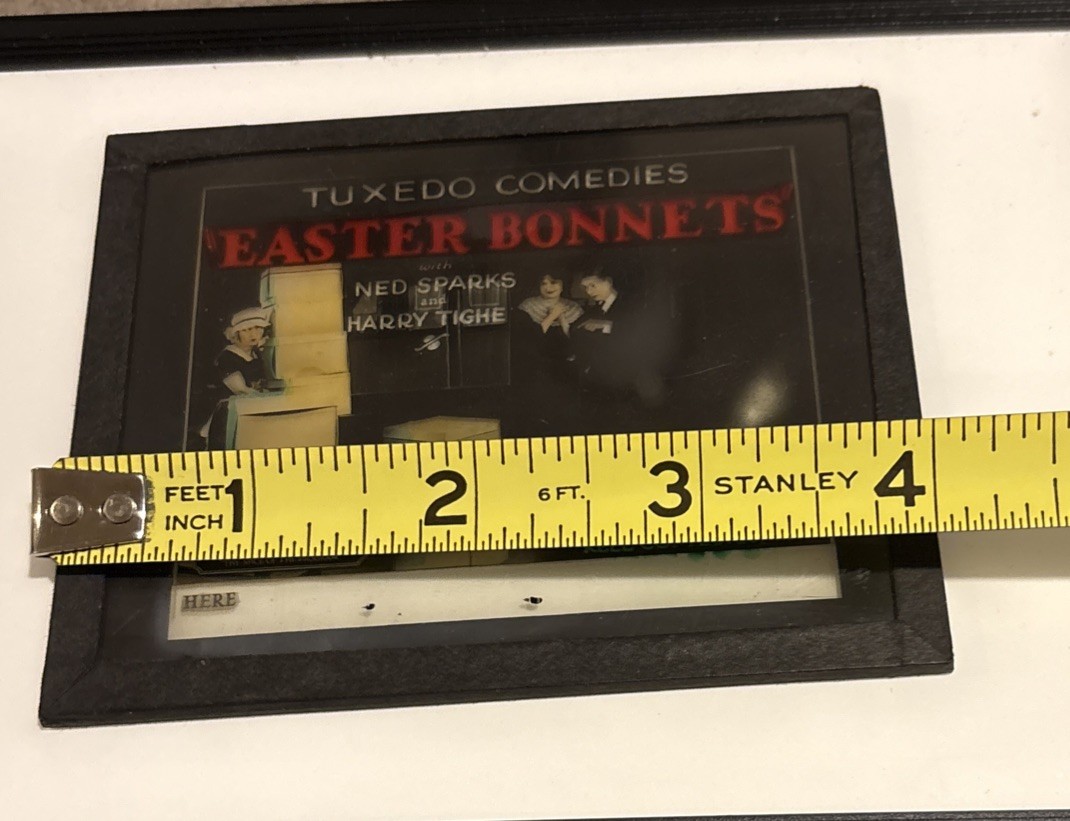 TUXEDO COMEDIES
"EASTER BONNETS"
with
NED SPARKS
and
HARRY TIGHE
FEET 1 2 6 FT. 3 STANLEY 4
INCH
HERE